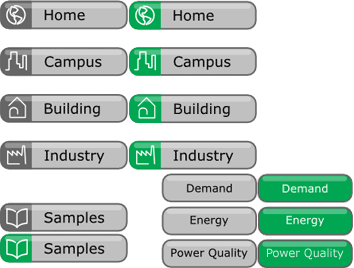 Home Home
Campus Campus
Building Building
Industry Industry
Demand Demand
Samples
Energy Energy
Samples
Power Quality Power Quality